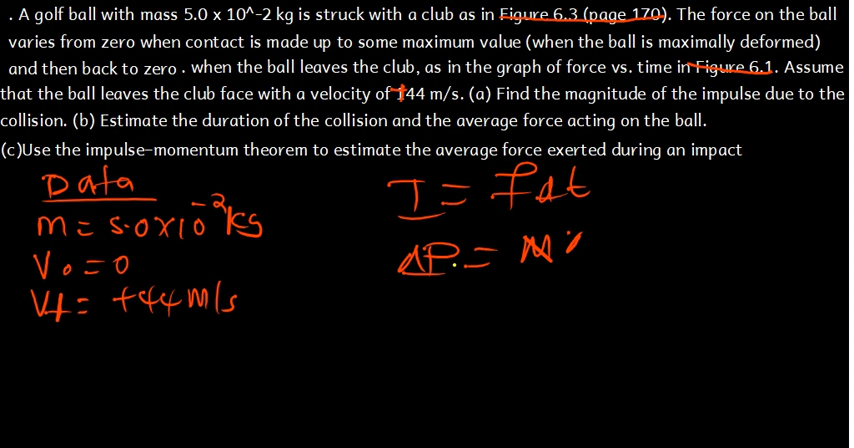 . A golf ball with mass 5.0 x 10^-2 kg is struck with a club as in Figure 6.3 (page 170). The force on the ball
varies from zero when contact is made up to some maximum value (when the ball is maximally deformed)
and then back to zero . when the ball leaves the club, as in the graph of force vs. time in Figure 6.1. Assume
that the ball leaves the club face with a velocity of +44 m/s. (a) Find the magnitude of the impulse due to the
collision. (b) Estimate the duration of the collision and the average force acting on the ball.
(c)Use the impulse–momentum theorem to estimate the average force exerted during an impact
Data
m = 5.0 x 10^-2 kg
V0 = 0
Vf = +44 m/s
I = FΔt
ΔP = M